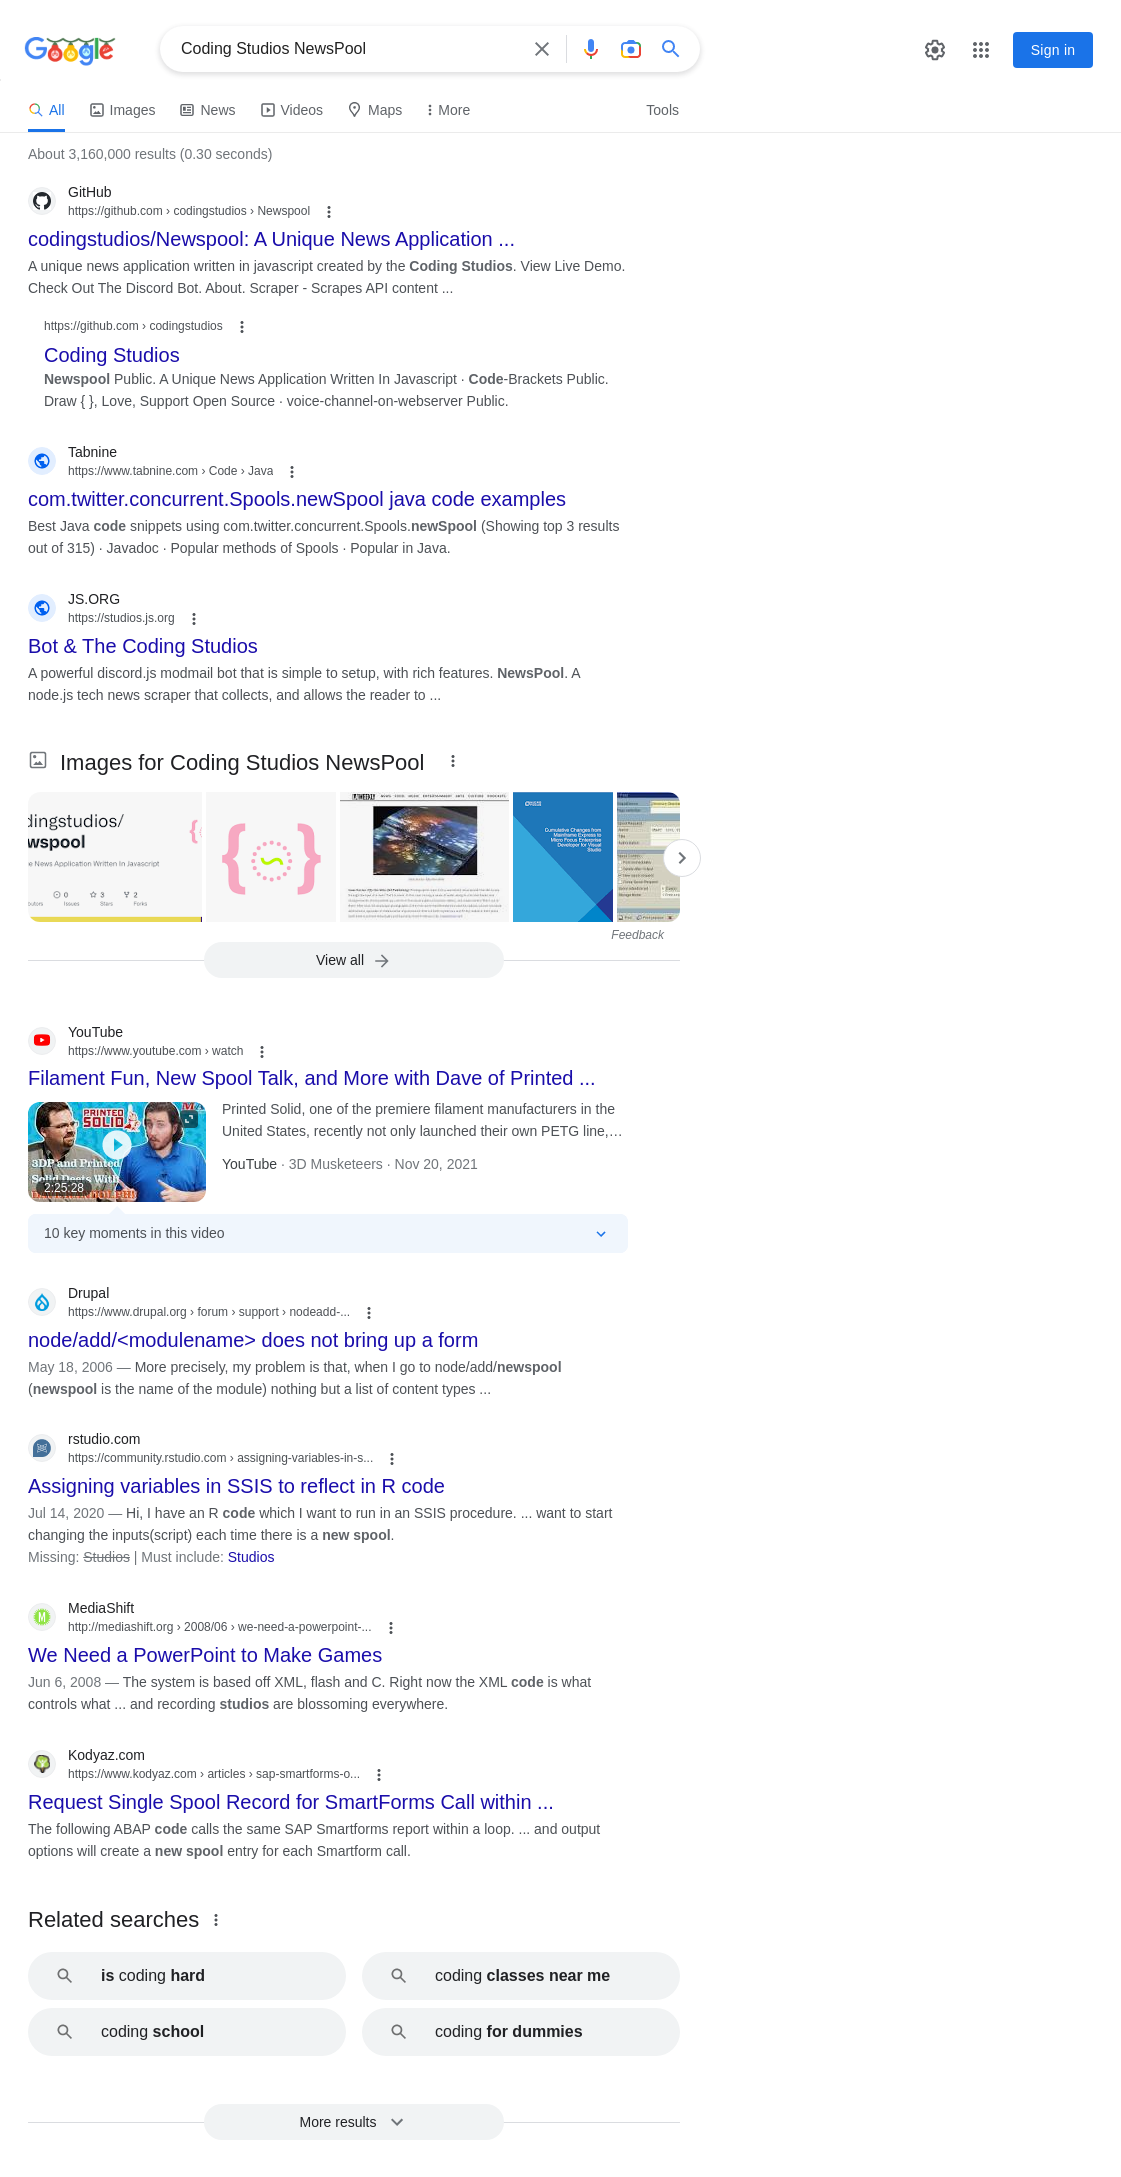 Google
Coding Studios NewsPool
Sign in
All
Images
News
Videos
Maps
More
Tools
About 3,160,000 results (0.30 seconds)
GitHub
https://github.com › codingstudios › Newspool
codingstudios/Newspool: A Unique News Application ...
A unique news application written in javascript created by the Coding Studios. View Live Demo.
Check Out The Discord Bot. About. Scraper - Scrapes API content ...
https://github.com › codingstudios
Coding Studios
Newspool Public. A Unique News Application Written In Javascript · Code-Brackets Public.
Draw { }, Love, Support Open Source · voice-channel-on-webserver Public.
Tabnine
https://www.tabnine.com › Code › Java
com.twitter.concurrent.Spools.newSpool java code examples
Best Java code snippets using com.twitter.concurrent.Spools.newSpool (Showing top 3 results
out of 315) · Javadoc · Popular methods of Spools · Popular in Java.
JS.ORG
https://studios.js.org
Bot & The Coding Studios
A powerful discord.js modmail bot that is simple to setup, with rich features. NewsPool. A
node.js tech news scraper that collects, and allows the reader to ...
Images for Coding Studios NewsPool
dingstudios/
wspool
e News Application Written In Javascript
0
3
2
Issues
Stars
Forks
Cumulative Changes from
Mainframe Express to
Micro Focus Enterprise
Developer for Visual
Studio
Feedback
View all
YouTube
https://www.youtube.com › watch
Filament Fun, New Spool Talk, and More with Dave of Printed ...
PRINTED
SOLID
3DP and Printed
Solid Deets With
2:25:28
Printed Solid, one of the premiere filament manufacturers in the
United States, recently not only launched their own PETG line,…
YouTube · 3D Musketeers · Nov 20, 2021
10 key moments in this video
Drupal
https://www.drupal.org › forum › support › nodeadd-...
node/add/<modulename> does not bring up a form
May 18, 2006 — More precisely, my problem is that, when I go to node/add/newspool
(newspool is the name of the module) nothing but a list of content types ...
rstudio.com
https://community.rstudio.com › assigning-variables-in-s...
Assigning variables in SSIS to reflect in R code
Jul 14, 2020 — Hi, I have an R code which I want to run in an SSIS procedure. ... want to start
changing the inputs(script) each time there is a new spool.
Missing: Studios | Must include: Studios
M
MediaShift
http://mediashift.org › 2008/06 › we-need-a-powerpoint-...
We Need a PowerPoint to Make Games
Jun 6, 2008 — The system is based off XML, flash and C. Right now the XML code is what
controls what ... and recording studios are blossoming everywhere.
Kodyaz.com
https://www.kodyaz.com › articles › sap-smartforms-o...
Request Single Spool Record for SmartForms Call within ...
The following ABAP code calls the same SAP Smartforms report within a loop. ... and output
options will create a new spool entry for each Smartform call.
Related searches
is coding hard
coding classes near me
coding school
coding for dummies
More results